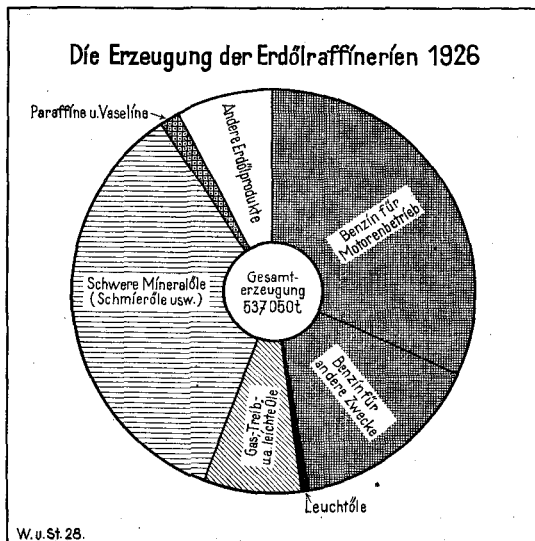 Die Erzeugung der Erdölraffinerien 1926
Paraffine u. Vaseline
Andere Erdölprodukte
Benzin für
Motorenbetrieb
Schwere Mineralöle
(Schmieröle usw.)
Gesamt-
erzeugung
537 050 t
Benzin für
andere Zwecke
Gas-, Treib-
u.a. leichte Öle
Leuchtöle
W. u. St. 28.